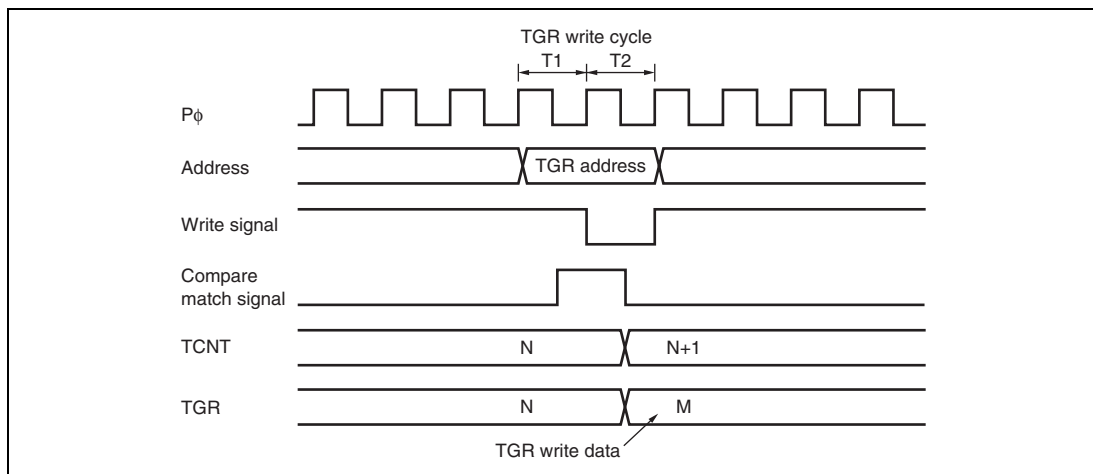 TGR write cycle
T1 T2
Pϕ
Address TGR address
Write signal
Compare
match signal
TCNT N N+1
TGR N M
TGR write data